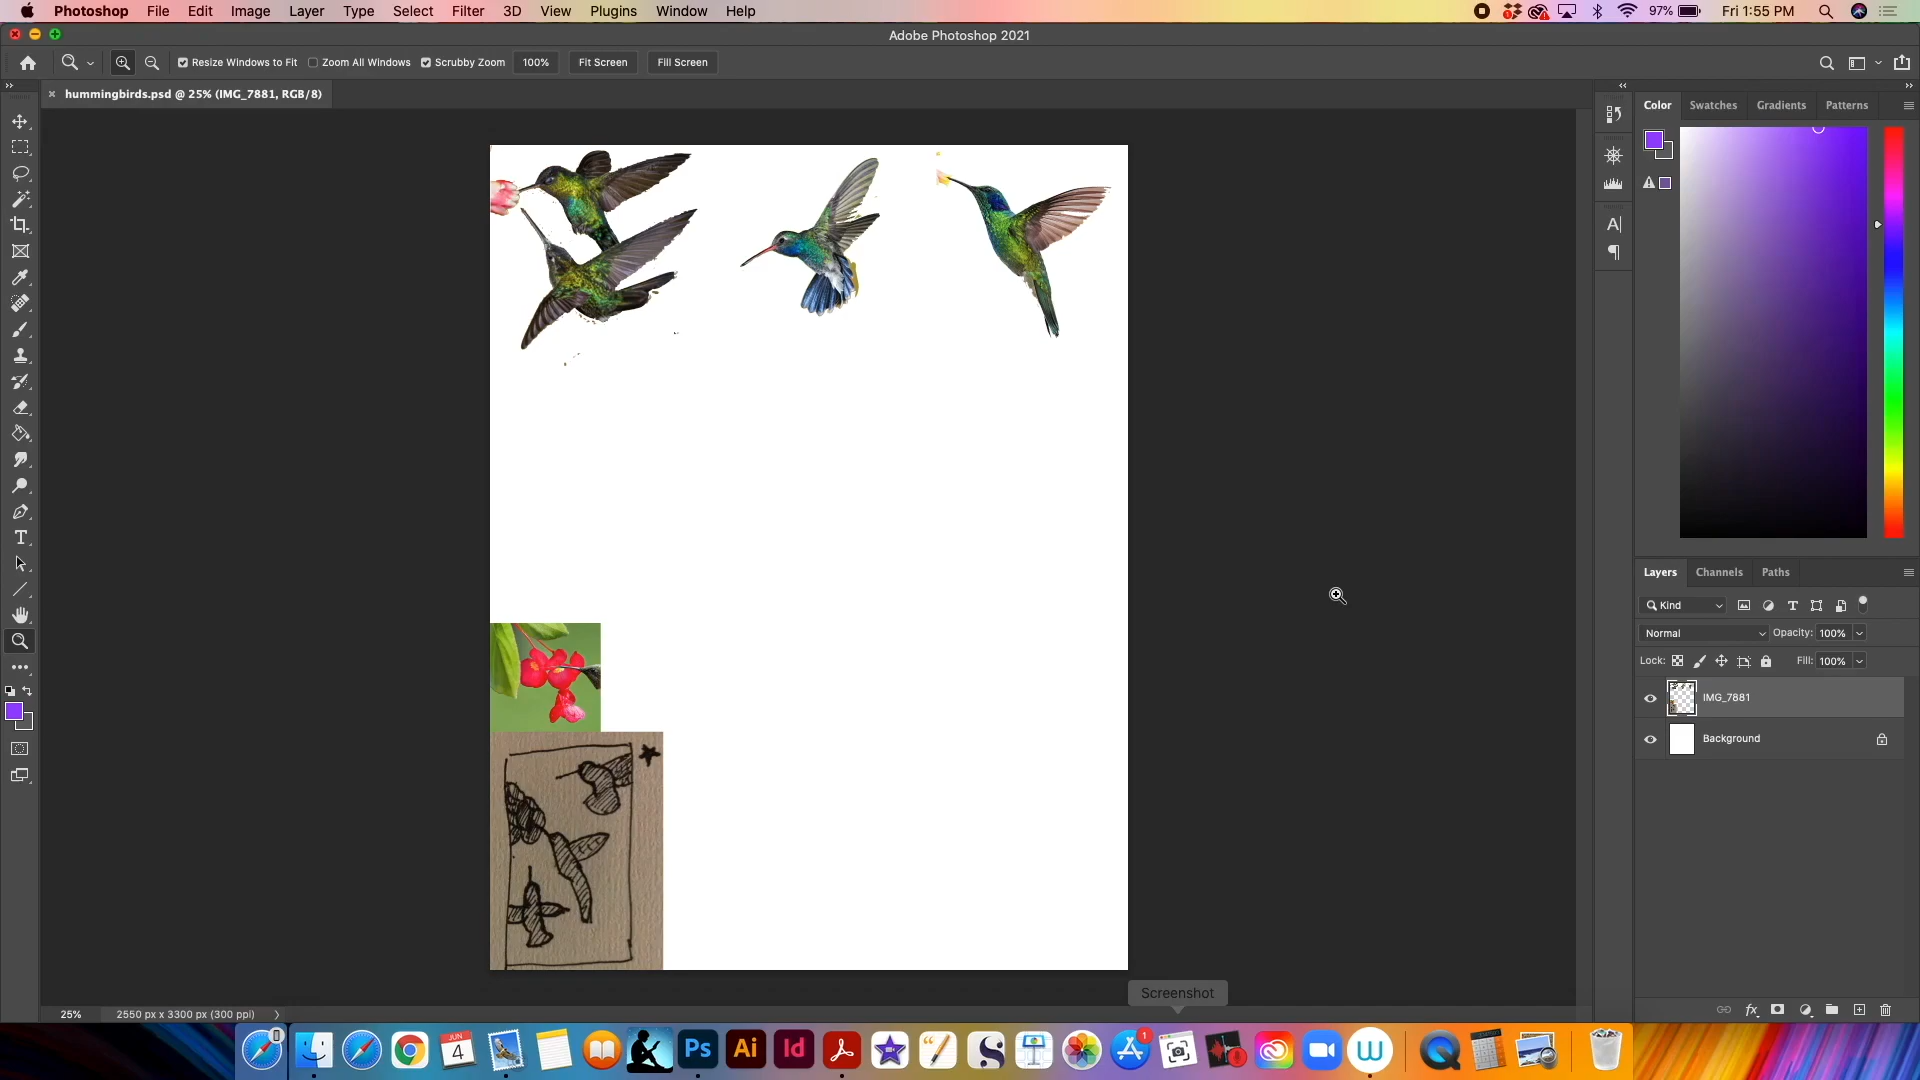 Photoshop File Edit Image Layer Type Select Filter 3D View Plugins Window Help 97% Fri 1:55 PM
Adobe Photoshop 2021
Resize Windows to Fit Zoom All Windows Scrubby Zoom 100% Fit Screen Fill Screen
hummingbirds.psd @ 25% (IMG_7881, RGB/8)
Color Swatches Gradients Patterns
Layers Channels Paths
Kind
Normal Opacity: 100%
Lock: Fill: 100%
IMG_7881
Background
Screenshot
25% 2550 px x 3300 px (300 ppi)
JUN
4
Ps Ai Id
1